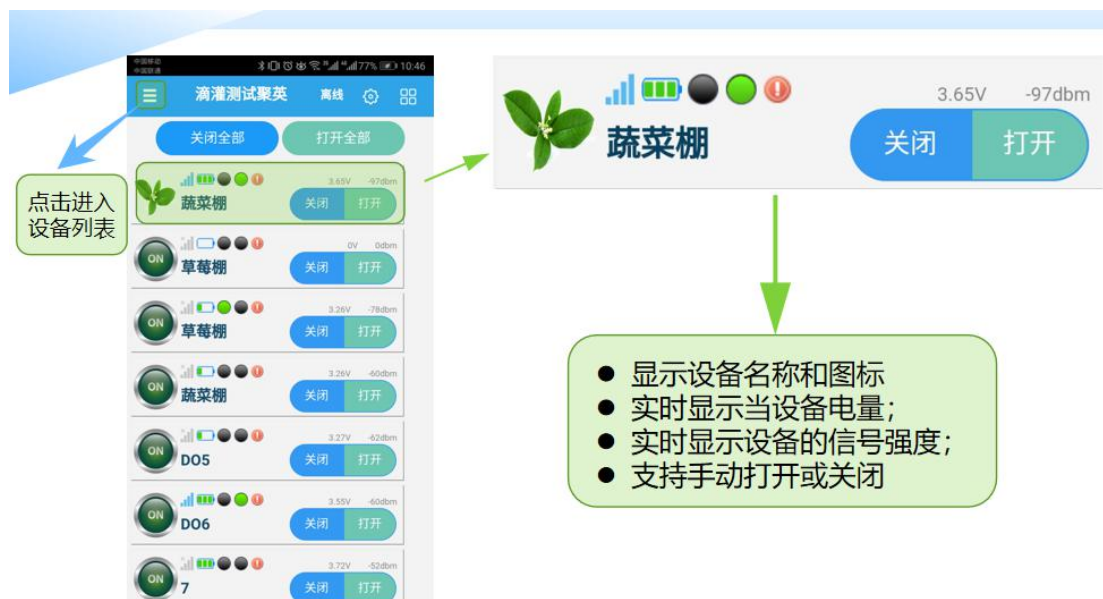 中国移动
中国联通
77%
10:46
滴灌测试聚英
离线
关闭全部
打开全部
3.65V -97dbm
蔬菜棚
关闭 打开
ON
0V 0dbm
草莓棚
关闭 打开
ON
3.26V -78dbm
草莓棚
关闭 打开
ON
3.26V -60dbm
蔬菜棚
关闭 打开
ON
3.27V -62dbm
DO5
关闭 打开
ON
3.55V -60dbm
DO6
关闭 打开
ON
3.72V -52dbm
7
关闭 打开
点击进入
设备列表
3.65V -97dbm
蔬菜棚
关闭 打开
● 显示设备名称和图标
● 实时显示当设备电量;
● 实时显示设备的信号强度;
● 支持手动打开或关闭